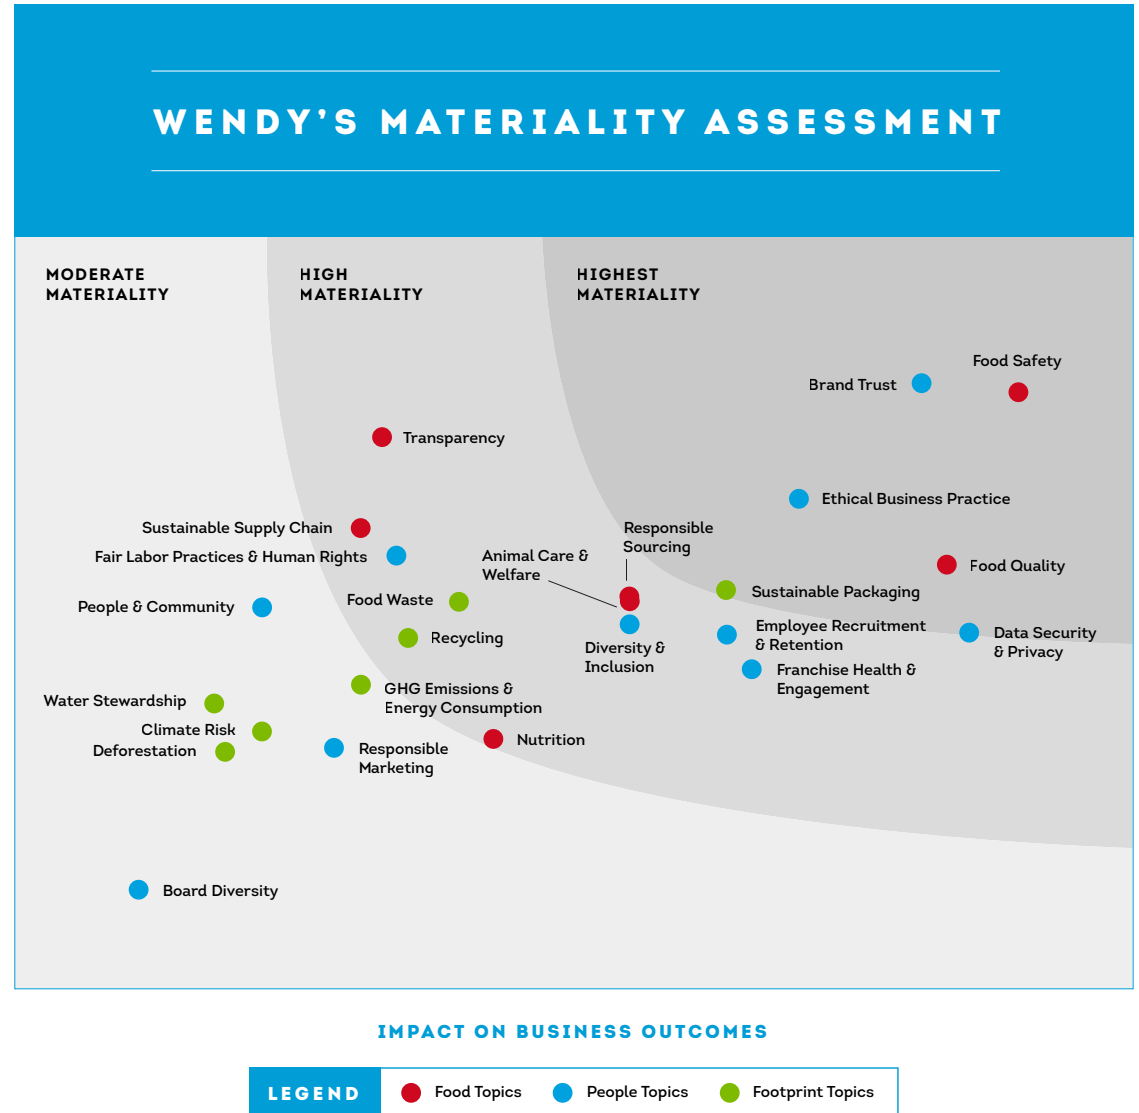 WENDY'S MATERIALITY ASSESSMENT
MODERATE
MATERIALITY
HIGH
MATERIALITY
HIGHEST
MATERIALITY
Food Safety
Brand Trust
Transparency
Ethical Business Practice
Sustainable Supply Chain
Responsible
Sourcing
Fair Labor Practices & Human Rights
Animal Care &
Welfare
Food Quality
Sustainable Packaging
Food Waste
People & Community
Employee Recruitment
& Retention
Data Security
& Privacy
Recycling
Diversity &
Inclusion
Franchise Health &
Engagement
GHG Emissions &
Energy Consumption
Water Stewardship
Climate Risk
Deforestation
Responsible
Marketing
Nutrition
Board Diversity
IMPACT ON BUSINESS OUTCOMES
LEGEND
Food Topics
People Topics
Footprint Topics